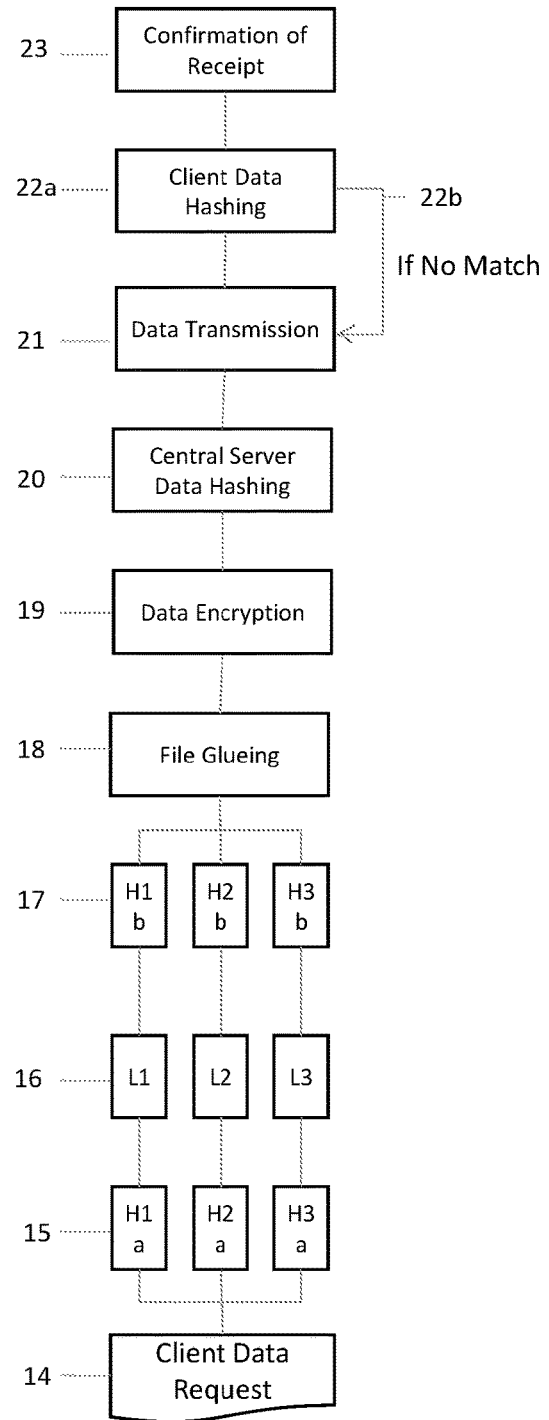 23
Confirmation of
Receipt
22a
Client Data
Hashing
22b
If No Match
21
Data Transmission
20
Central Server
Data Hashing
19
Data Encryption
18
File Glueing
17
H1
b
H2
b
H3
b
16
L1
L2
L3
15
H1
a
H2
a
H3
a
14
Client Data
Request